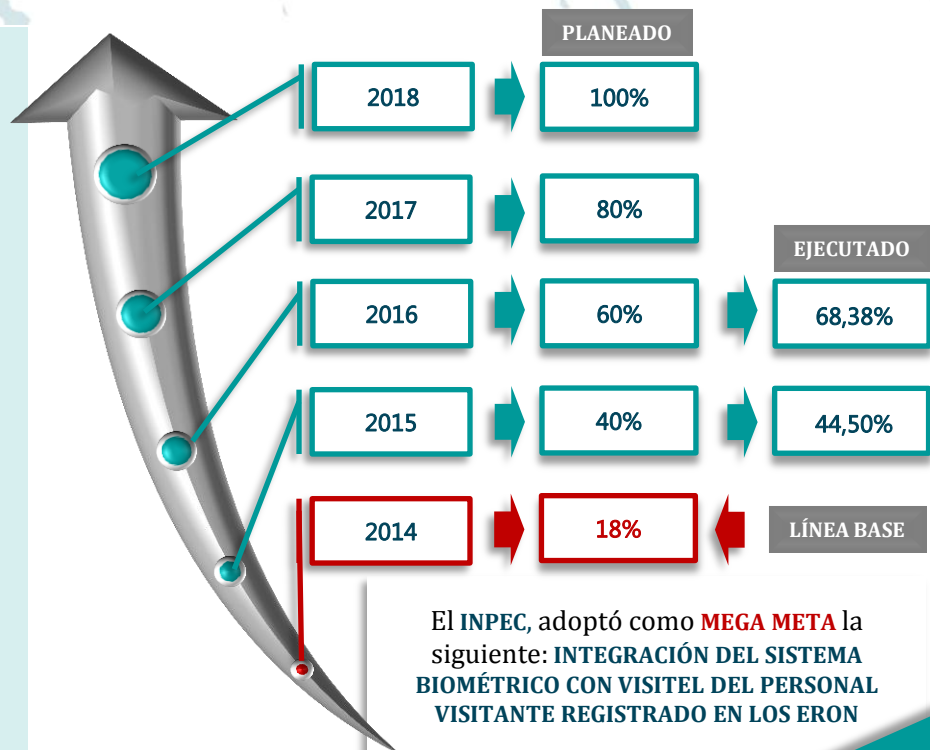 PLANEADO
2018
100%
2017
80%
EJECUTADO
2016
60%
68,38%
2015
40%
44,50%
2014
18%
LÍNEA BASE
El INPEC, adoptó como MEGA META la
siguiente: INTEGRACIÓN DEL SISTEMA
BIOMÉTRICO CON VISITEL DEL PERSONAL
VISITANTE REGISTRADO EN LOS ERON